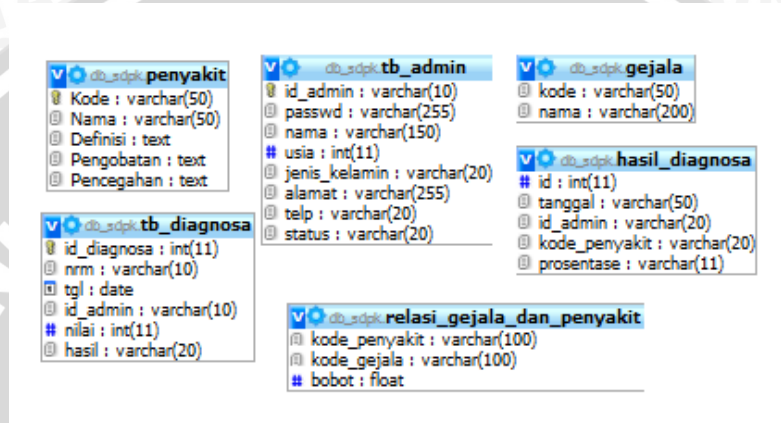 db_sdpk.penyakit
Kode : varchar(50)
Nama : varchar(50)
Definisi : text
Pengobatan : text
Pencegahan : text
db_sdpk.tb_admin
id_admin : varchar(10)
passwd : varchar(255)
nama : varchar(150)
usia : int(11)
jenis_kelamin : varchar(20)
alamat : varchar(255)
telp : varchar(20)
status : varchar(20)
db_sdpk.gejala
kode : varchar(50)
nama : varchar(200)
db_sdpk.hasil_diagnosa
id : int(11)
tanggal : varchar(50)
id_admin : varchar(20)
kode_penyakit : varchar(20)
prosentase : varchar(11)
db_sdpk.tb_diagnosa
id_diagnosa : int(11)
nrm : varchar(10)
tgl : date
id_admin : varchar(10)
nilai : int(11)
hasil : varchar(20)
db_sdpk.relasi_gejala_dan_penyakit
kode_penyakit : varchar(100)
kode_gejala : varchar(100)
bobot : float